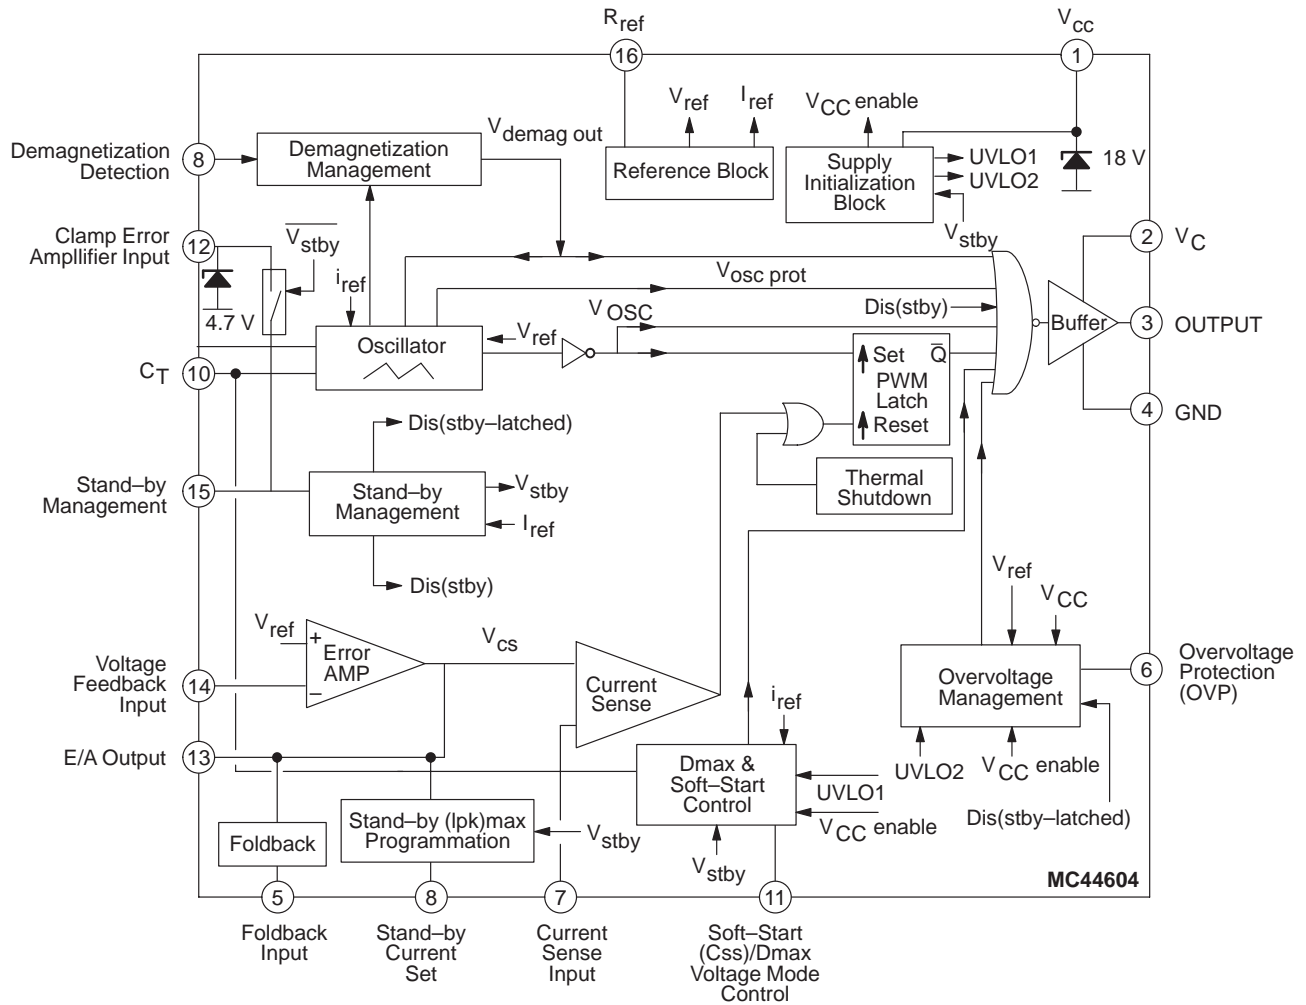 Rref
Vcc
16
1
Vref
Iref
VCC enable
Vdemag out
Demagnetization
Detection
8
Demagnetization
Management
Reference Block
Supply
Initialization
Block
UVLO1
UVLO2
18 V
Vstby
Clamp Error
Ampllifier Input
12
Vstby
iref
4.7 V
2
VC
Vosc prot
Dis(stby)
VOSC
Vref
Oscillator
Buffer
3
OUTPUT
CT
10
Set
Q
PWM
Latch
Reset
4
GND
Dis(stby–latched)
Thermal
Shutdown
Stand–by
Management
15
Stand–by
Management
Vstby
Iref
Dis(stby)
Vref
VCC
Vref
+
Error
AMP
–
Vcs
Voltage
Feedback
Input
14
Current
Sense
Overvoltage
Management
6
Overvoltage
Protection
(OVP)
iref
E/A Output
13
Dmax &
Soft–Start
Control
UVLO1
VCC enable
UVLO2
VCC enable
Dis(stby–latched)
Foldback
Stand–by (Ipk)max
Programmation
Vstby
Vstby
MC44604
5
8
7
11
Foldback
Input
Stand–by
Current
Set
Current
Sense
Input
Soft–Start
(Css)/Dmax
Voltage Mode
Control